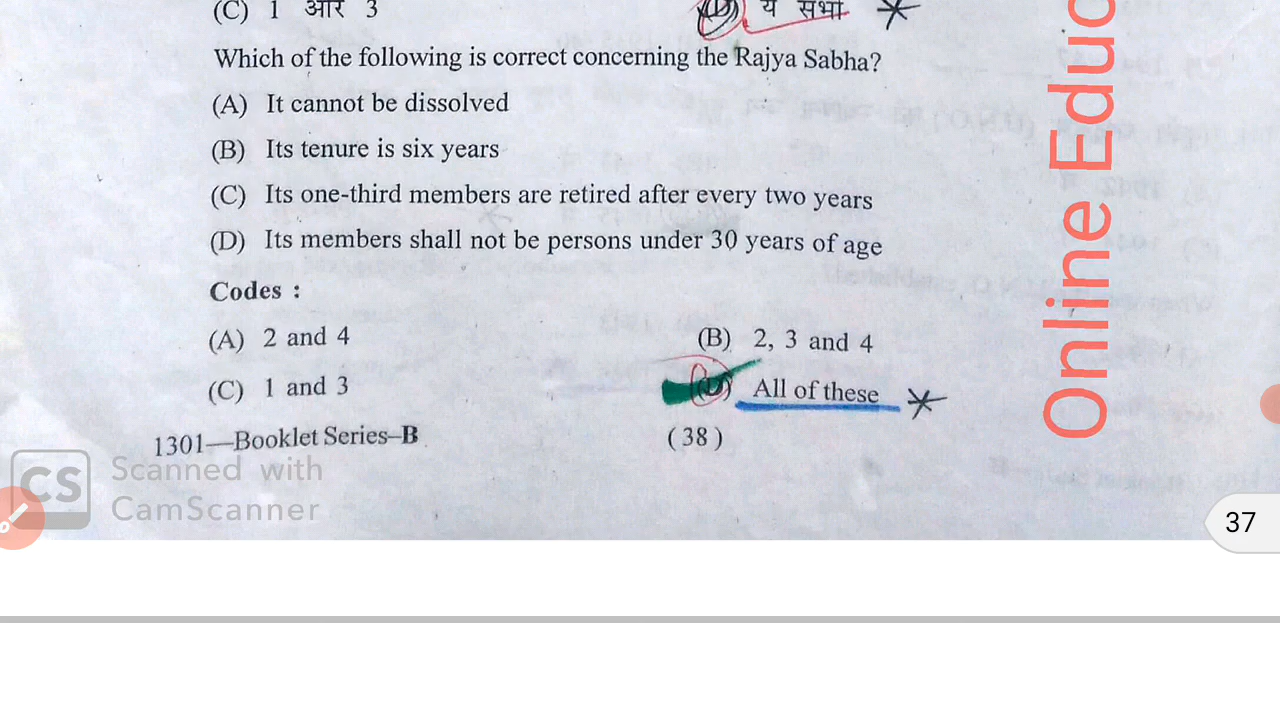 (C) 1 और 3 (D) ये सभी
Which of the following is correct concerning the Rajya Sabha?
(A) It cannot be dissolved
(B) Its tenure is six years
(C) Its one-third members are retired after every two years
(D) Its members shall not be persons under 30 years of age
Codes :
(A) 2 and 4 (B) 2, 3 and 4
(C) 1 and 3 (D) All of these
1301—Booklet Series–B (38)
CS Scanned with
CamScanner
Online Educ
37